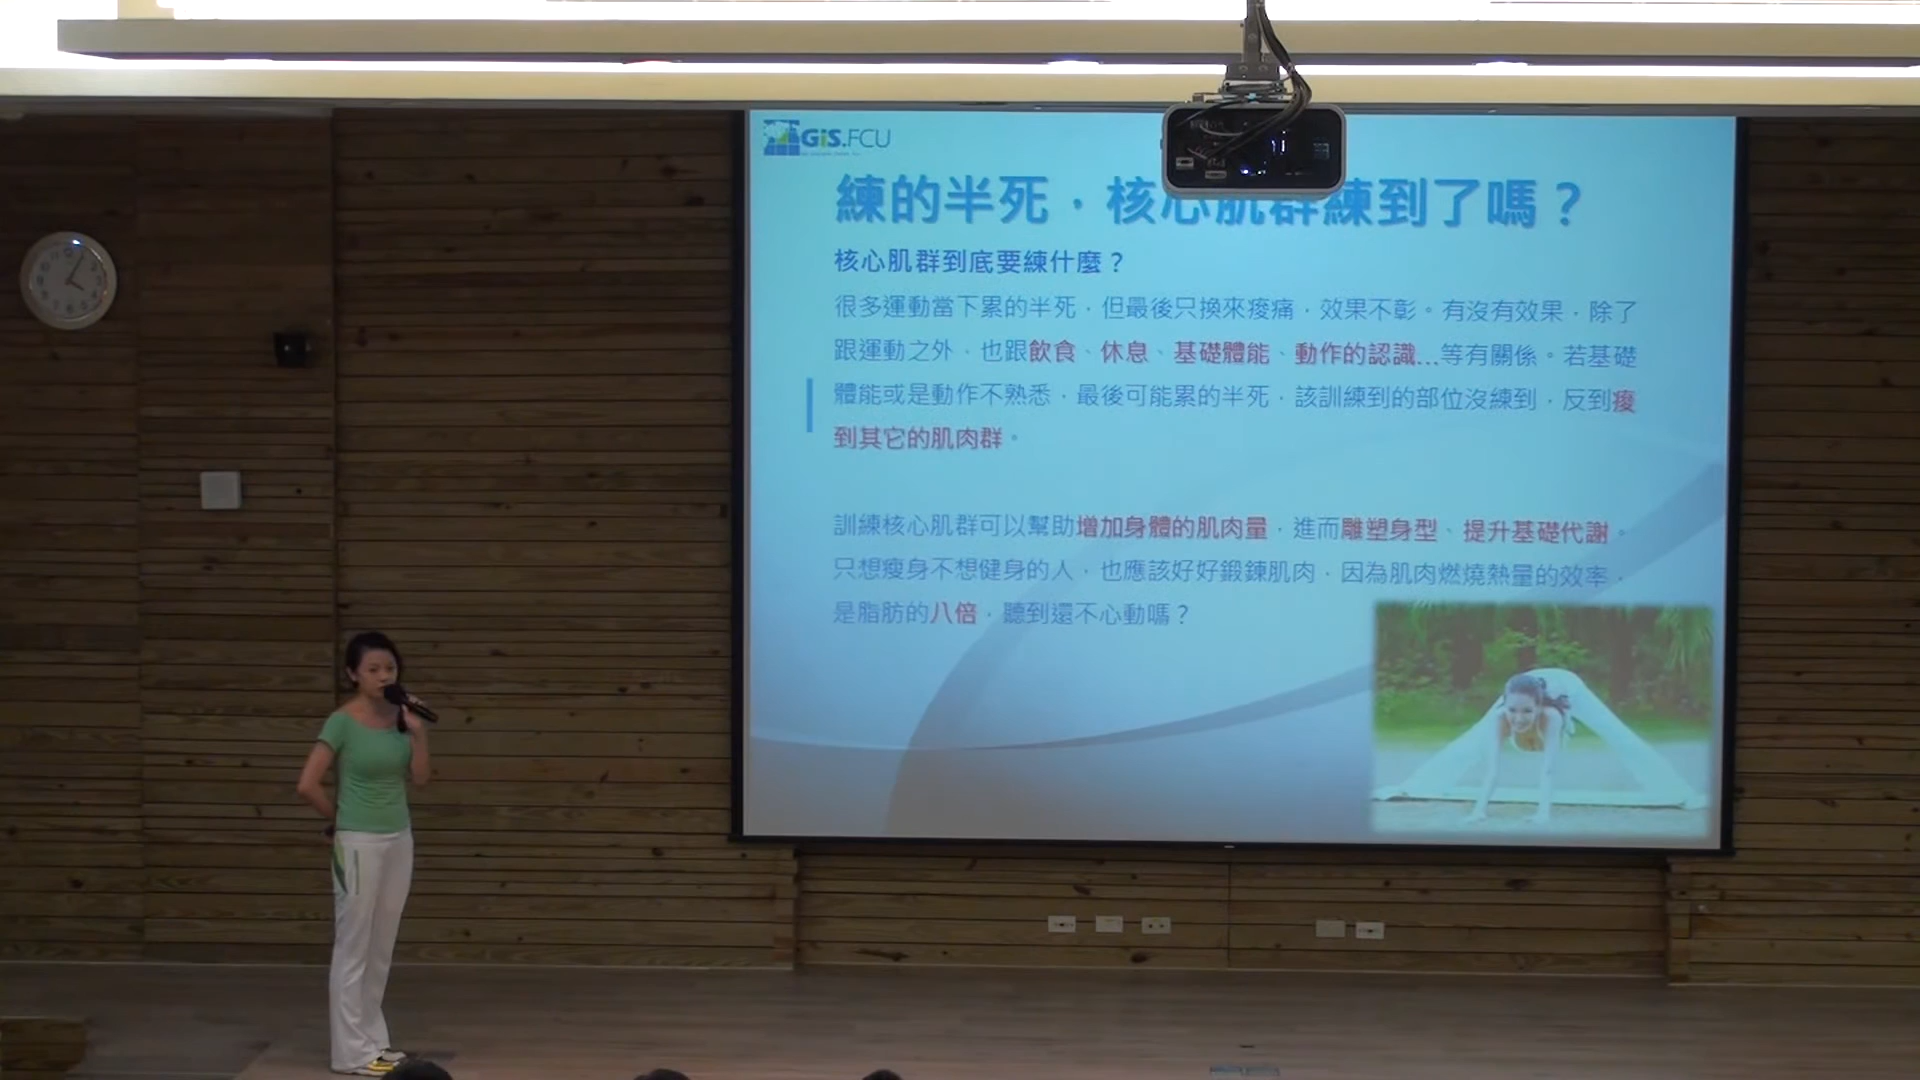 GiS.FCU
練的半死，核心肌群練到了嗎？
核心肌群到底要練什麼？
很多運動當下累的半死，但最後只換來痠痛，效果不彰。有沒有效果，除了
跟運動之外、也跟飲食、休息、基礎體能、動作的認識...等有關係。若基礎
體能或是動作不熟悉，最後可能累的半死，該訓練到的部位沒練到，反到痠
到其它的肌肉群。
訓練核心肌群可以幫助增加身體的肌肉量，進而雕塑身型、提升基礎代謝。
只想瘦身不想健身的人，也應該好好鍛鍊肌肉，因為肌肉燃燒熱量的效率，
是脂肪的八倍，聽到還不心動嗎？